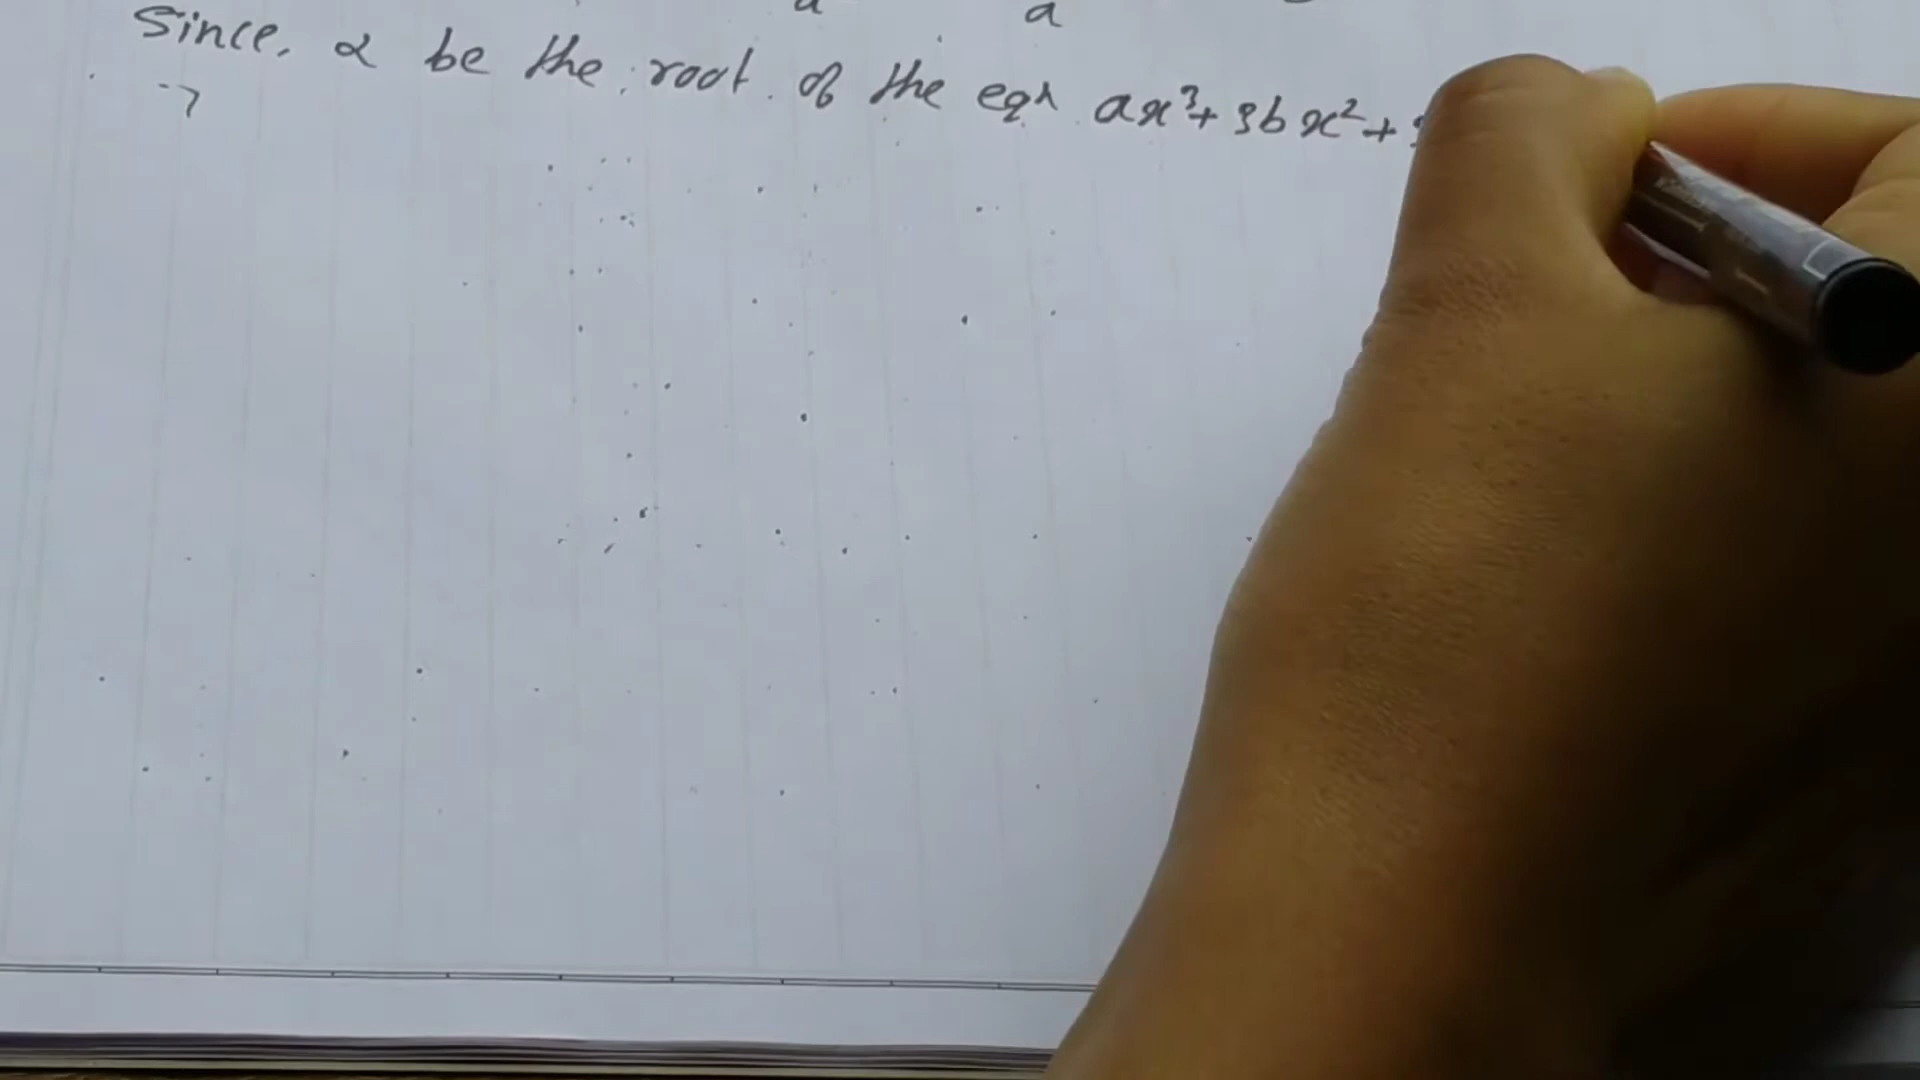 a a
Since, α be the root of the eqn ax³+ 3bx² +